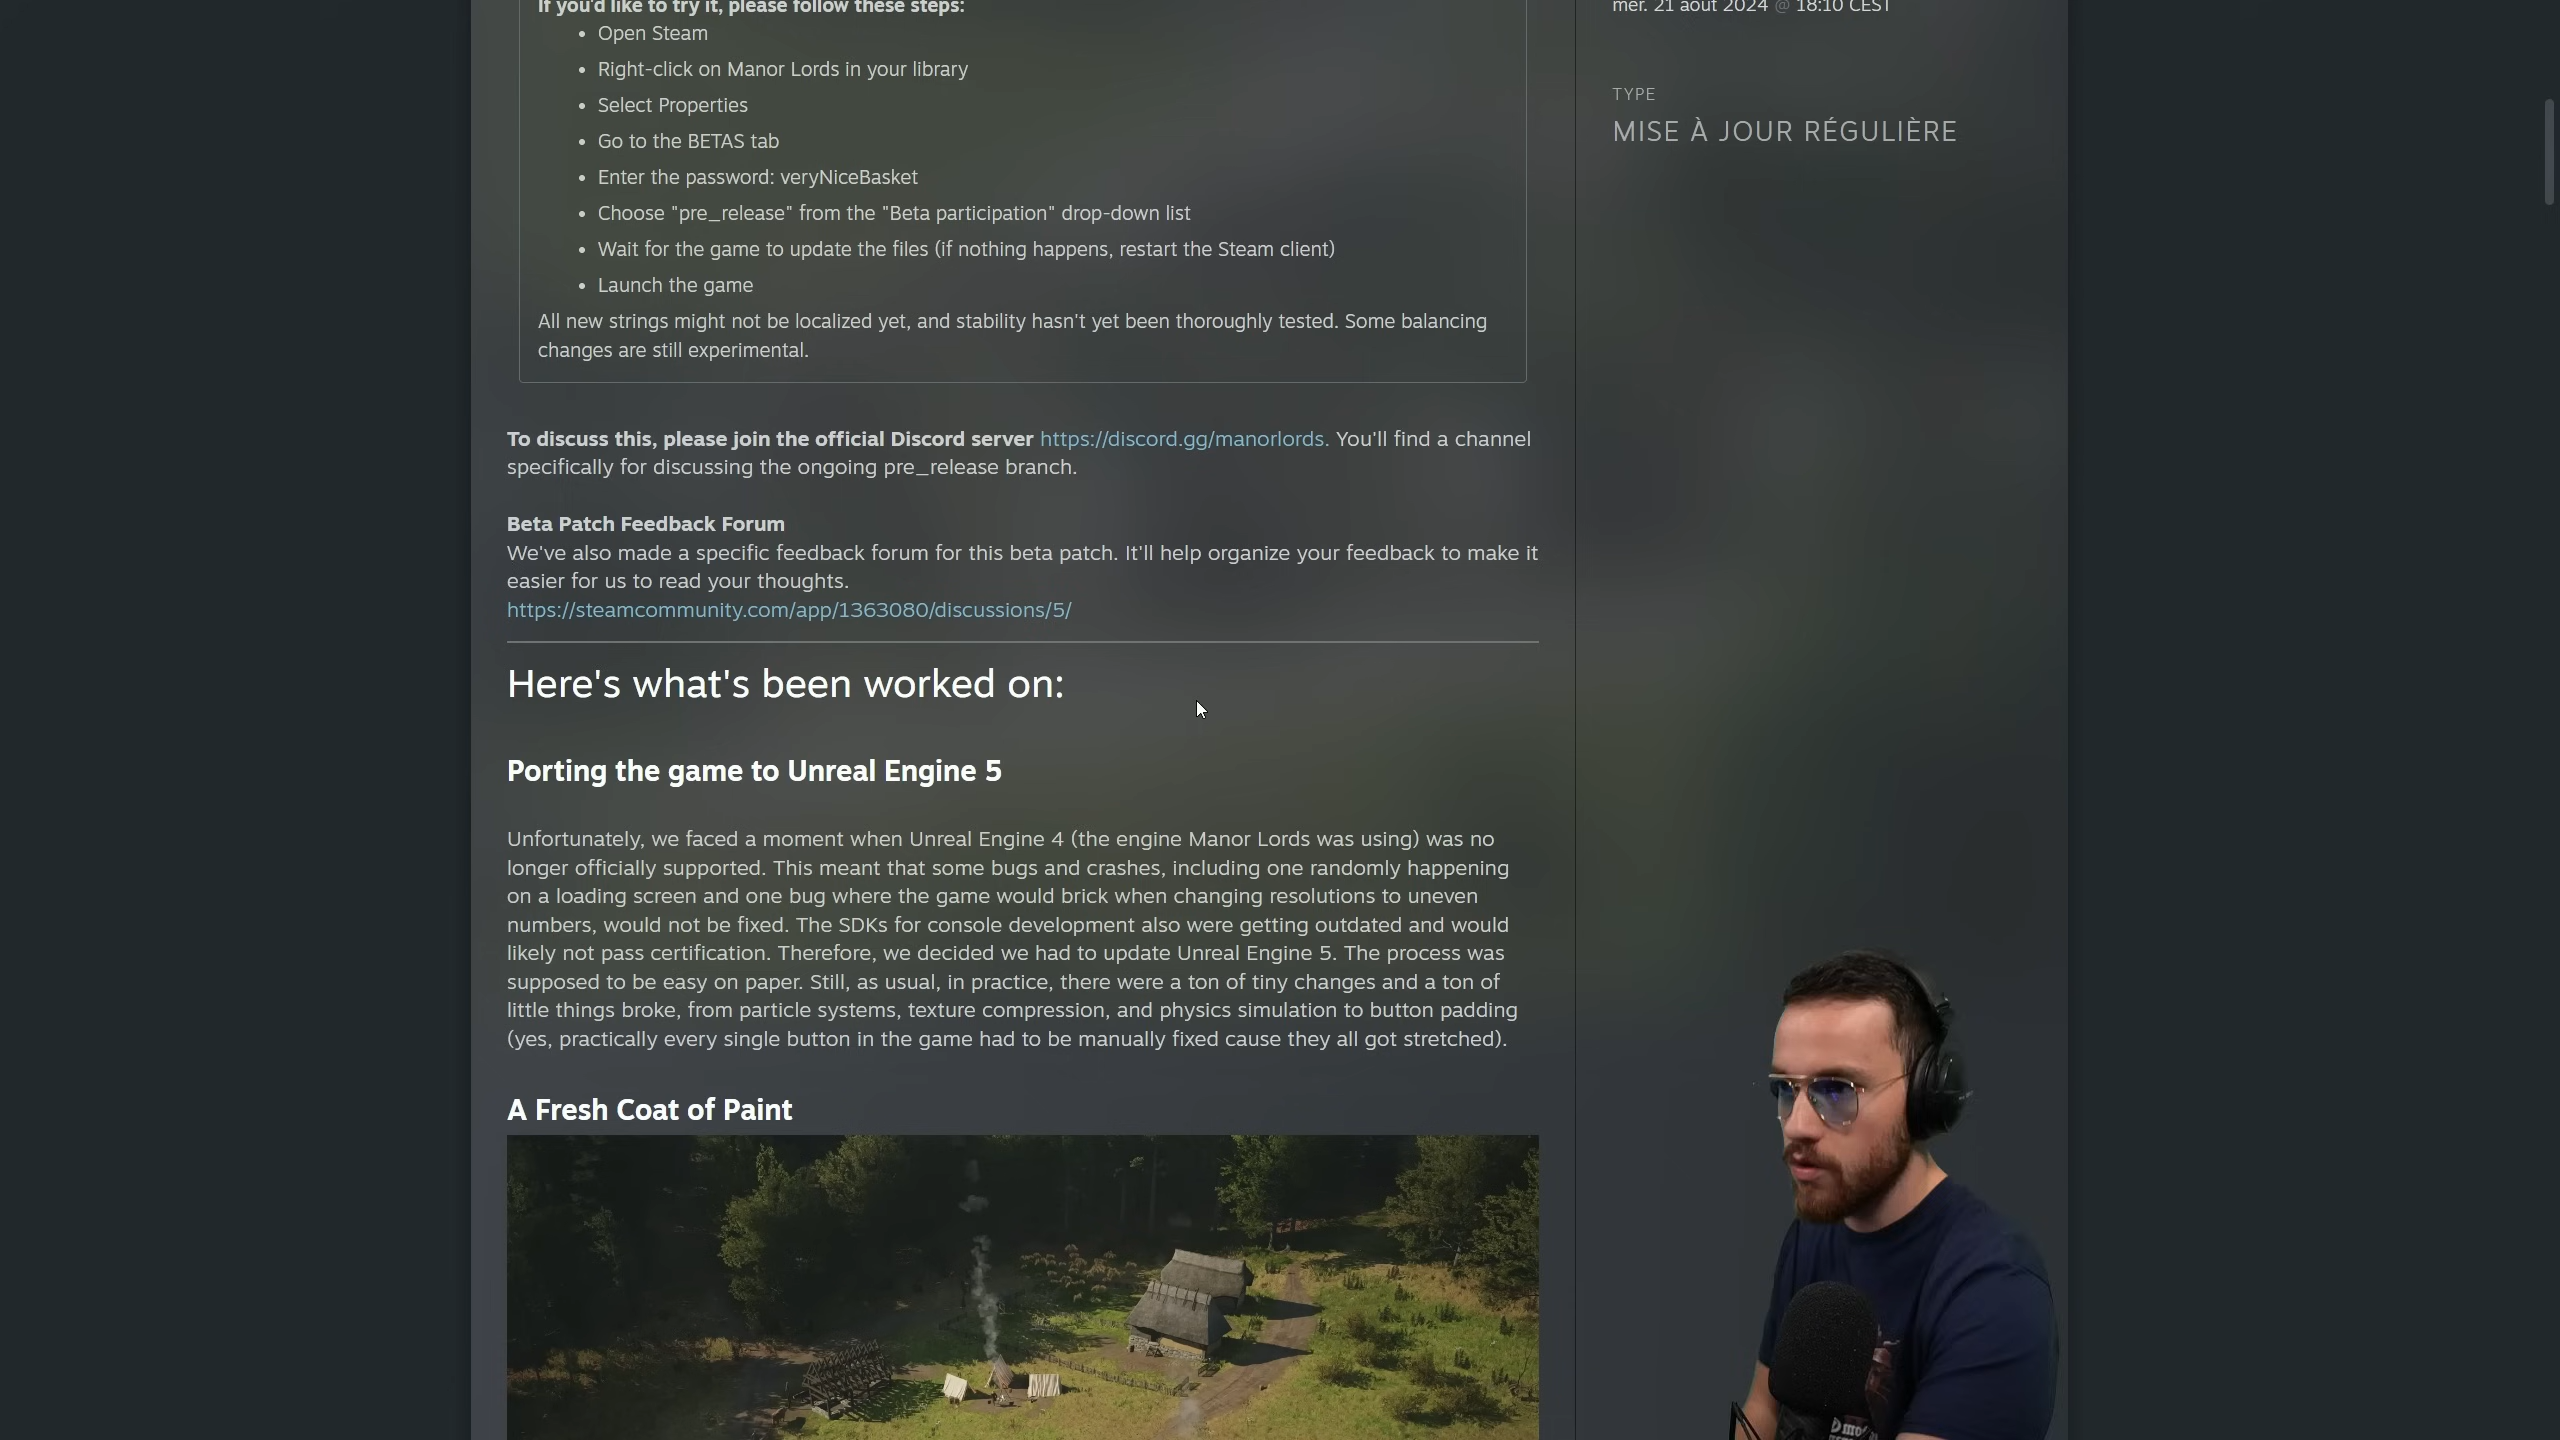 If you'd like to try it, please follow these steps:
• Open Steam
• Right-click on Manor Lords in your library
• Select Properties
• Go to the BETAS tab
• Enter the password: veryNiceBasket
• Choose "pre_release" from the "Beta participation" drop-down list
• Wait for the game to update the files (if nothing happens, restart the Steam client)
• Launch the game
All new strings might not be localized yet, and stability hasn't yet been thoroughly tested. Some balancing
changes are still experimental.
To discuss this, please join the official Discord server https://discord.gg/manorlords. You'll find a channel
specifically for discussing the ongoing pre_release branch.
Beta Patch Feedback Forum
We've also made a specific feedback forum for this beta patch. It'll help organize your feedback to make it
easier for us to read your thoughts.
https://steamcommunity.com/app/1363080/discussions/5/
Here's what's been worked on:
Porting the game to Unreal Engine 5
Unfortunately, we faced a moment when Unreal Engine 4 (the engine Manor Lords was using) was no
longer officially supported. This meant that some bugs and crashes, including one randomly happening
on a loading screen and one bug where the game would brick when changing resolutions to uneven
numbers, would not be fixed. The SDKs for console development also were getting outdated and would
likely not pass certification. Therefore, we decided we had to update Unreal Engine 5. The process was
supposed to be easy on paper. Still, as usual, in practice, there were a ton of tiny changes and a ton of
little things broke, from particle systems, texture compression, and physics simulation to button padding
(yes, practically every single button in the game had to be manually fixed cause they all got stretched).
A Fresh Coat of Paint
mer. 21 août 2024 @ 18:10 CEST
TYPE
MISE À JOUR RÉGULIÈRE